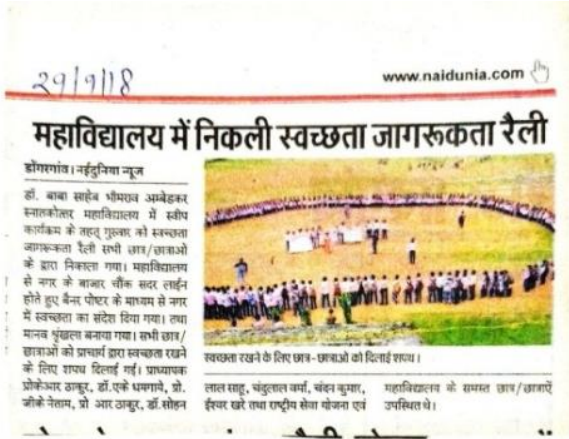 29/9/18
www.naidunia.com
महाविद्यालय में निकली स्वच्छता जागरूकता रैली
डोंगरगांव। नईदुनिया न्यूज
डॉ. बाबा साहेब भीमराव अम्बेडकर
स्नातकोत्तर महाविद्यालय में स्वीप
कार्यक्रम के तहत् गुरुवार को स्वच्छता
जागरूकता रैली सभी छात्र/छात्राओं
के द्वारा निकाला गया। महाविद्यालय
से नगर के बाजार चौंक सदर लाईन
होते हुए बैनर पोष्टर के माध्यम से नगर
में स्वच्छता का संदेश दिया गया। तथा
मानव श्रृंखला बनाया गया। सभी छात्र/
छात्राओं को प्राचार्य द्वारा स्वच्छता रखने
के लिए शपथ दिलाई गई। प्राध्यापक
प्रोकेआर ठाकुर, डॉ.एके धमगाये, प्रो.
जीके नेताम, प्रो आर ठाकुर, डॉ.सोहन
स्वच्छता रखने के लिए छात्र-छात्राओं को दिलाई शपथ।
लाल साहू, चंदुलाल वर्मा, चंदन कुमार,
ईश्वर खरे तथा राष्ट्रीय सेवा योजना एवं
महाविद्यालय के समस्त छात्र/छात्राऐं
उपस्थित थे।